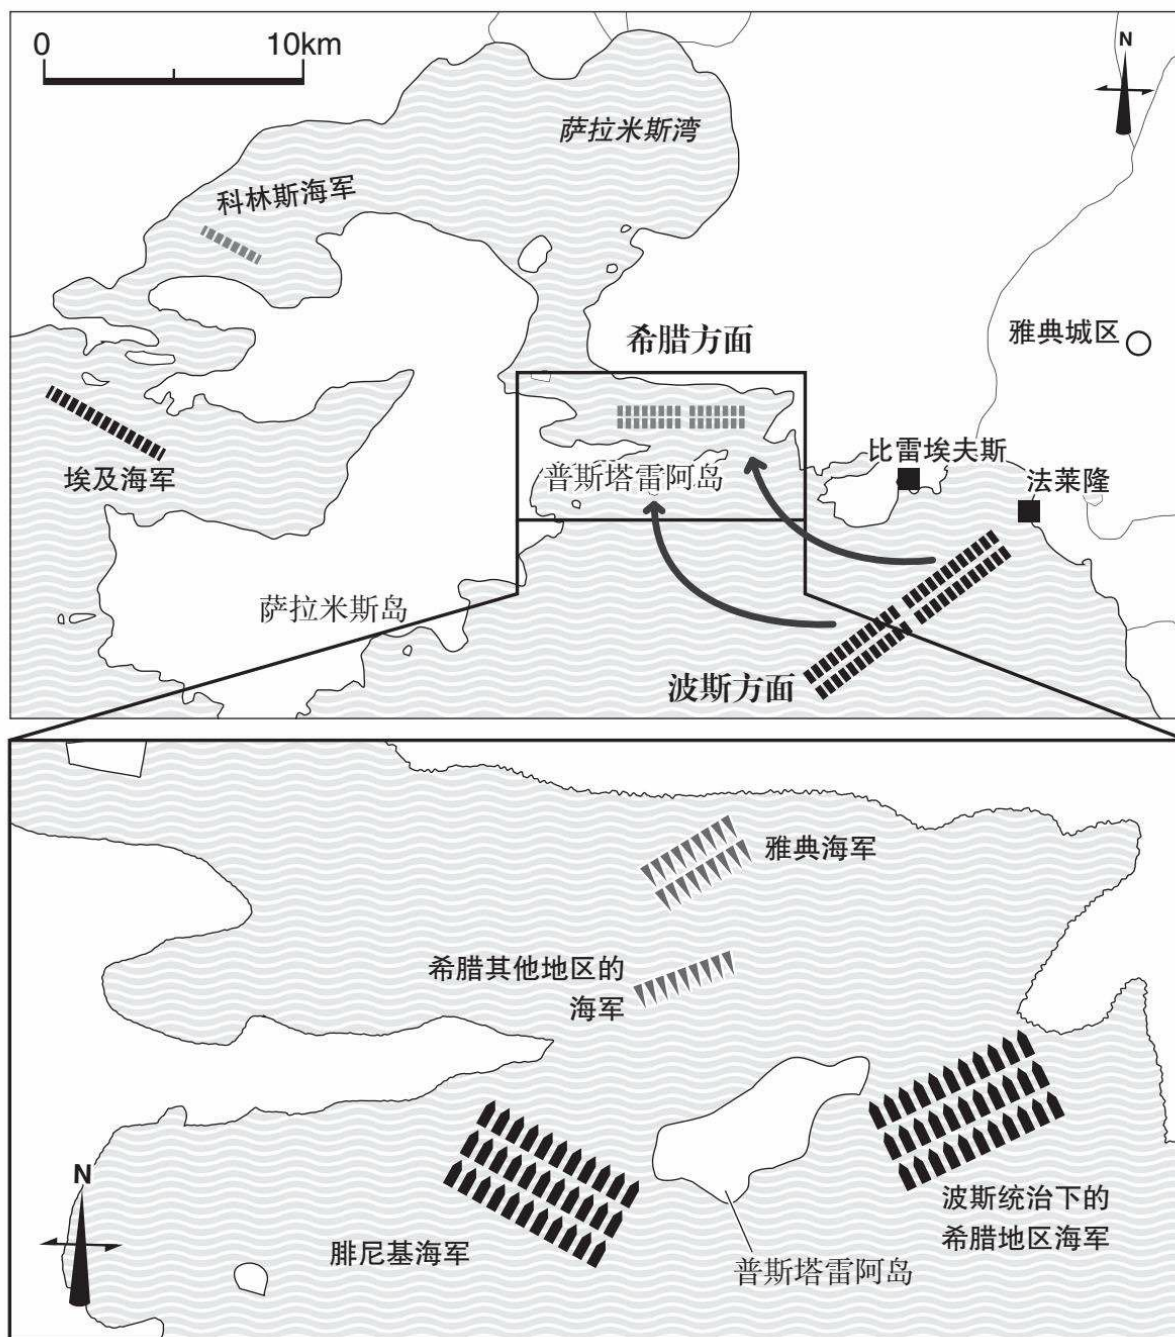 0
10km
N
萨拉米斯湾
科林斯海军
希腊方面
雅典城区
比雷埃夫斯
埃及海军
普斯塔雷阿岛
法莱隆
萨拉米斯岛
波斯方面
雅典海军
希腊其他地区的
海军
N
波斯统治下的
希腊地区海军
腓尼基海军
普斯塔雷阿岛